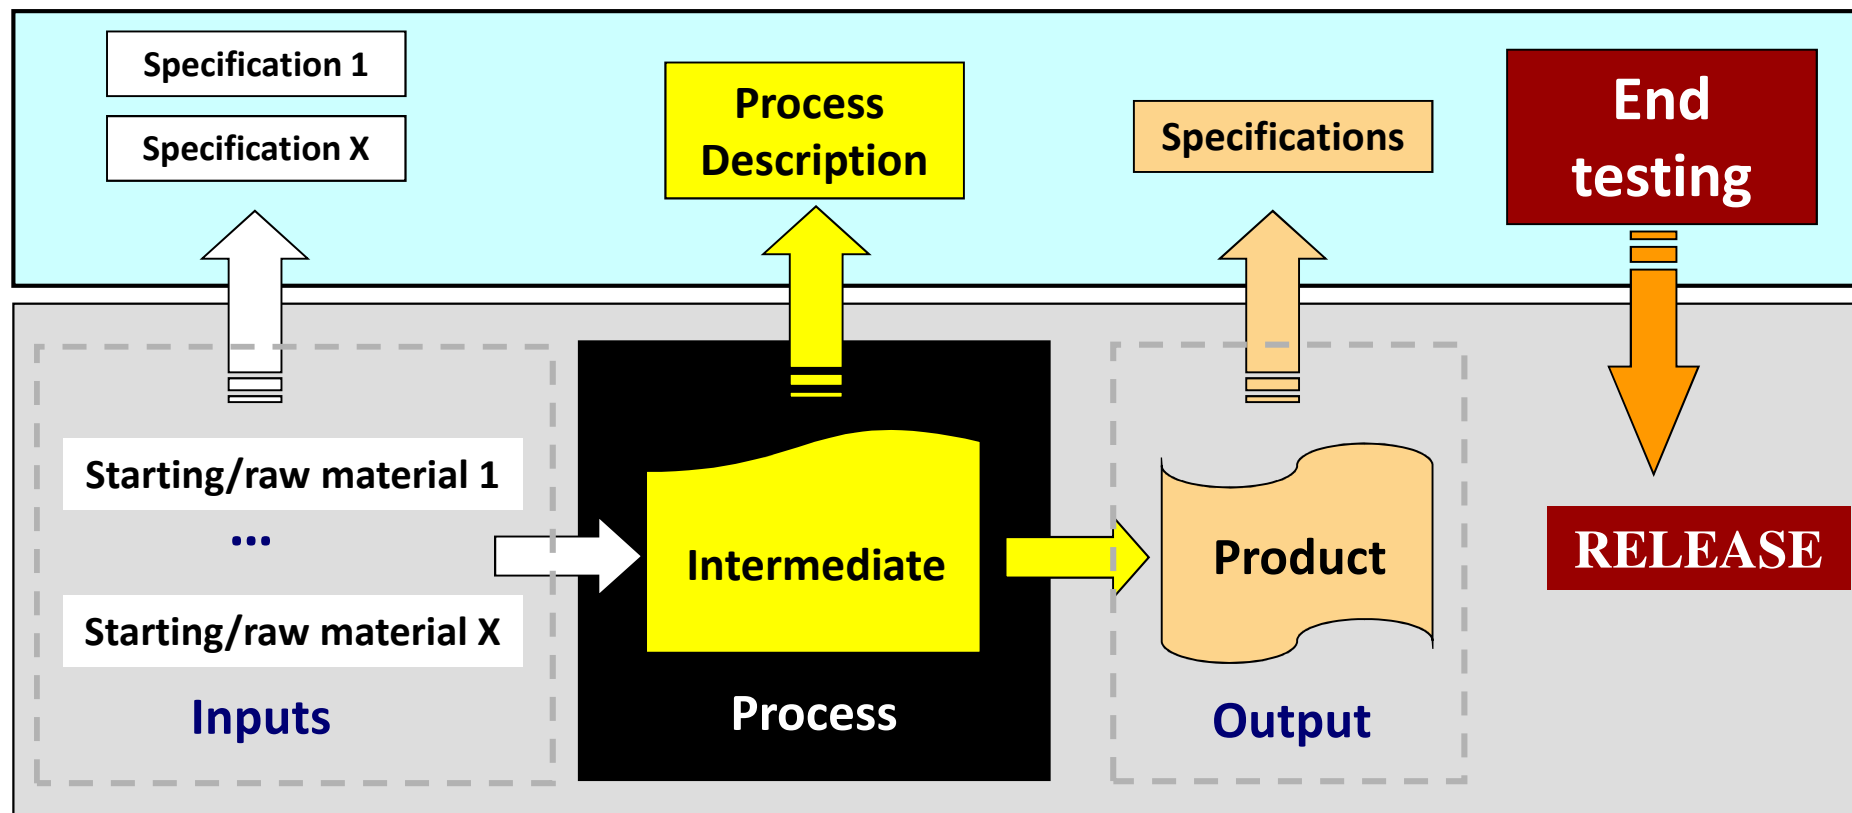 Specification 1
Specification X
Process
Description
Specifications
End
testing
Starting/raw material 1
...
Starting/raw material X
Inputs
Intermediate
Process
Product
Output
RELEASE